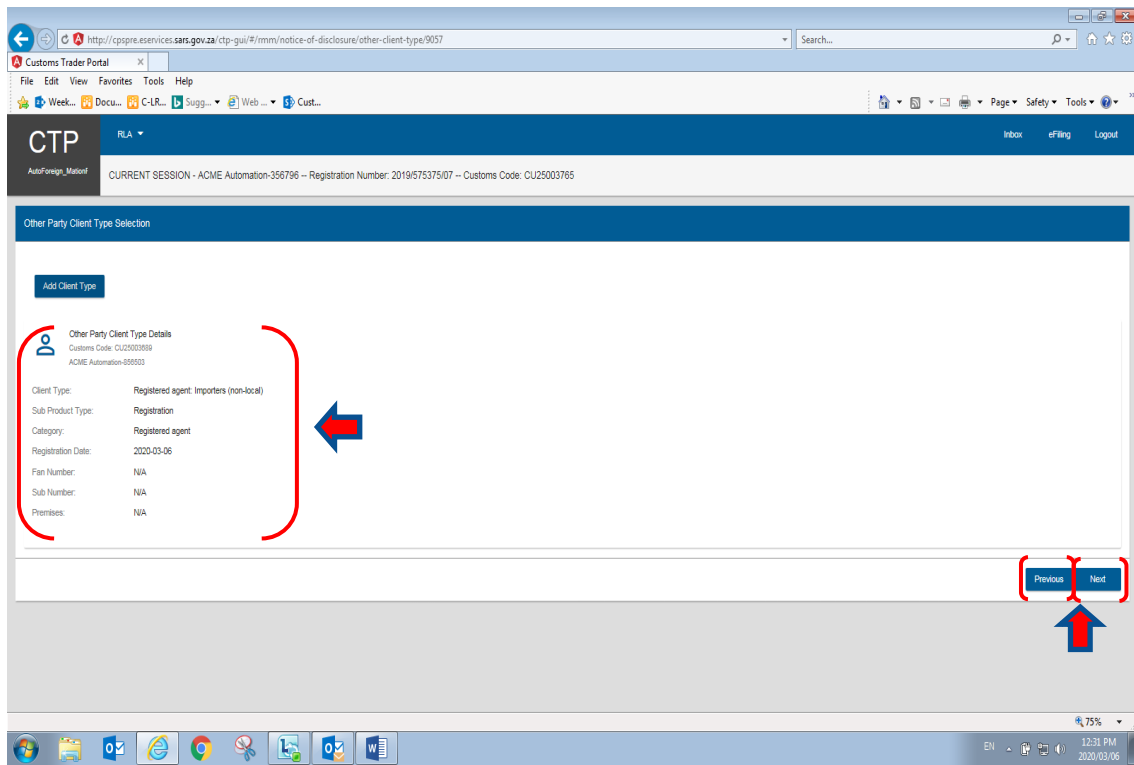 http://cpspre.eservices.sars.gov.za/ctp-gui/#/rmm/notice-of-disclosure/other-client-type/9057
Search...
Customs Trader Portal
File Edit View Favorites Tools Help
Week... Docu... C-LR... Sugg... Web ... Cust...
Page Safety Tools
CTP
RLA
Inbox eFiling Logout
AutoForeign_MationF
CURRENT SESSION - ACME Automation-356796 -- Registration Number: 2019/575375/07 -- Customs Code: CU25003765
Other Party Client Type Selection
Add Client Type
Other Party Client Type Details
Customs Code: CU25003689
ACME Automation-856503
Client Type: Registered agent: Importers (non-local)
Sub Product Type: Registration
Category: Registered agent
Registration Date: 2020-03-06
Fan Number: N/A
Sub Number: N/A
Premises: N/A
Previous Next
75%
EN
12:31 PM
2020/03/06